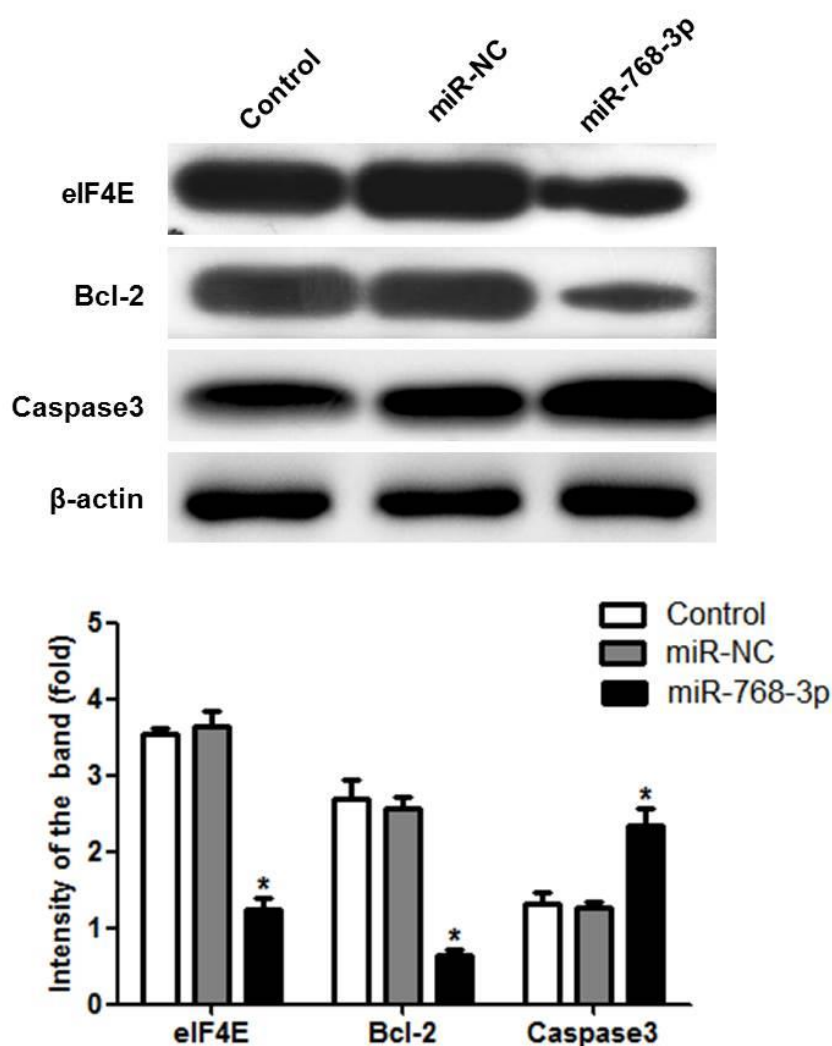 Control miR-NC miR-768-3p
eIF4E
Bcl-2
Caspase3
β-actin
Control
miR-NC
miR-768-3p
Intensity of the band (fold)
5
4
3
2
1
0
*
*
*
eIF4E Bcl-2 Caspase3